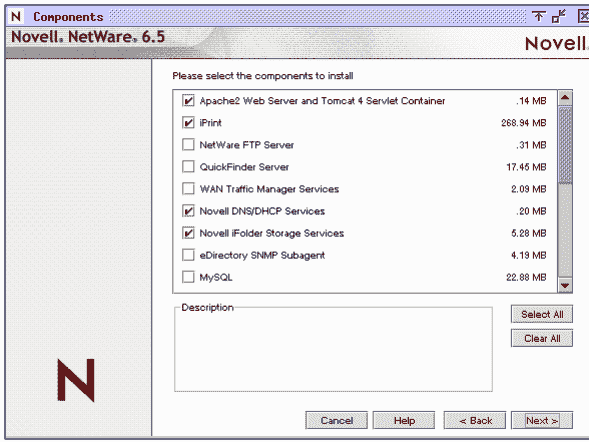 N Components
Novell. NetWare. 6.5
Novell.
Please select the components to install
Apache2 Web Server and Tomcat 4 Servlet Container .14 MB
iPrint 268.94 MB
NetWare FTP Server .31 MB
QuickFinder Server 17.45 MB
WAN Traffic Manager Services 2.09 MB
Novell DNS/DHCP Services .20 MB
Novell iFolder Storage Services 5.28 MB
eDirectory SNMP Subagent 4.19 MB
MySQL 22.88 MB
Description
Select All
Clear All
N
Cancel Help < Back Next >